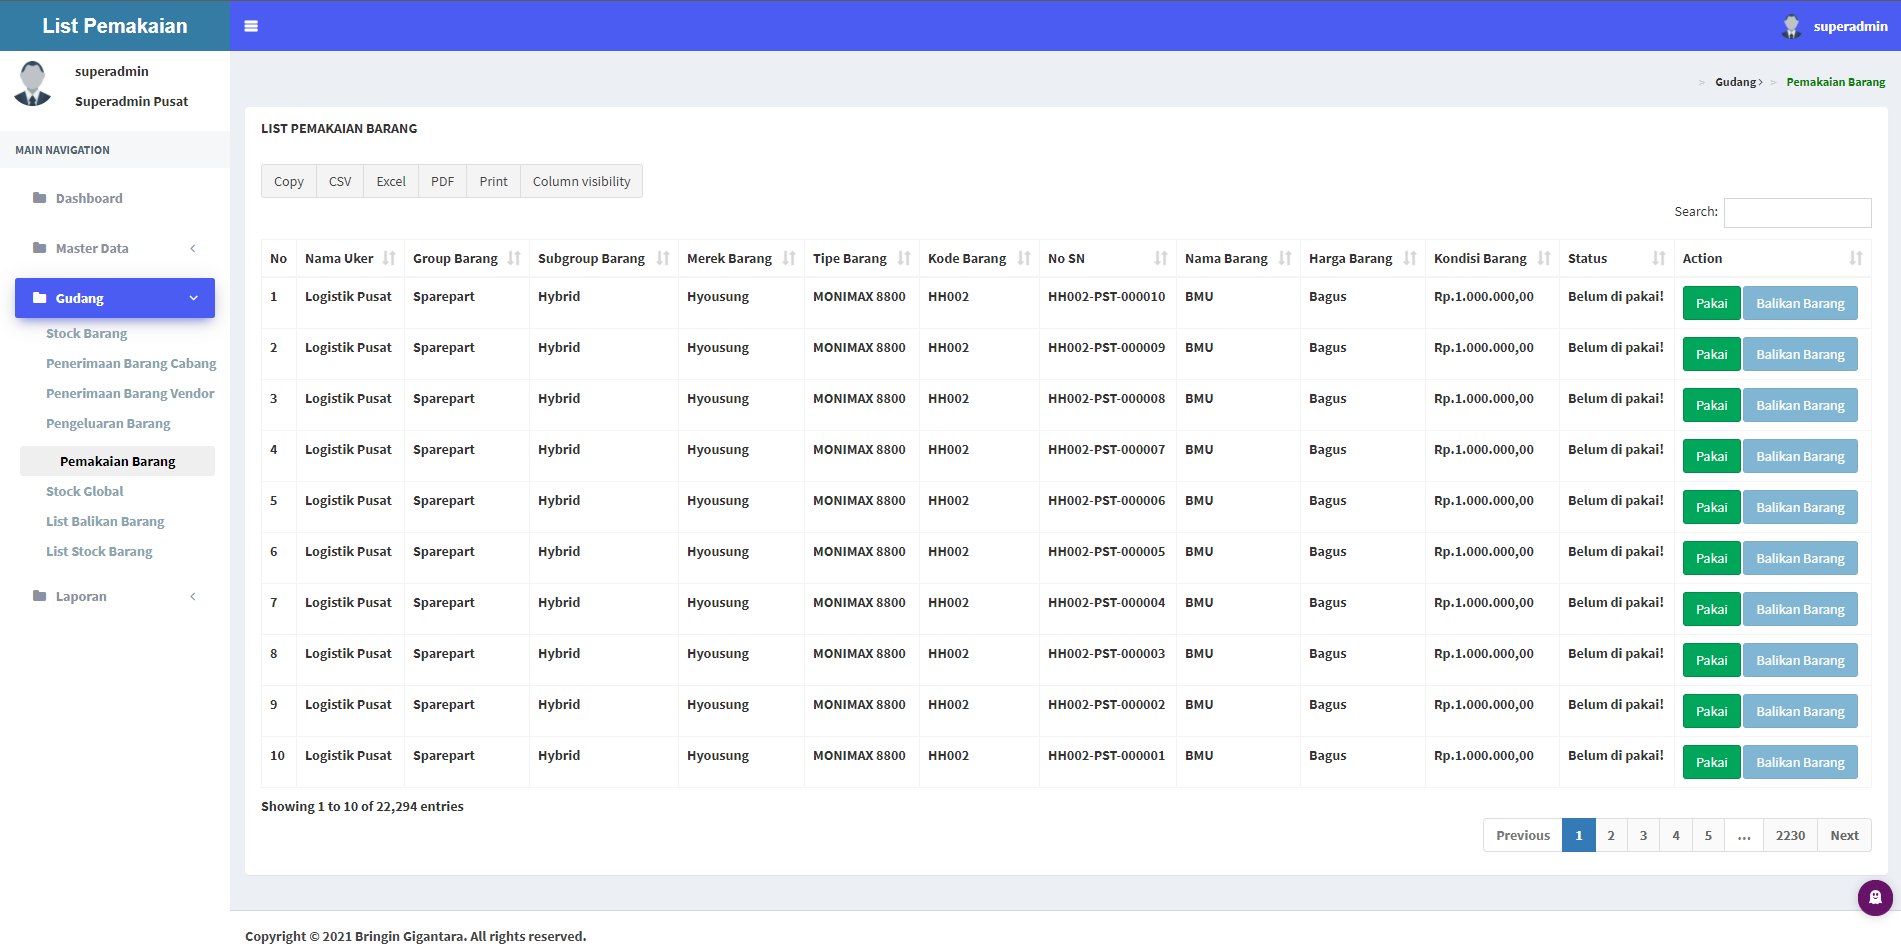 List Pemakaian
superadmin
superadmin
Superadmin Pusat
Gudang > > Pemakaian Barang
MAIN NAVIGATION
Dashboard
Master Data
Gudang
Stock Barang
Penerimaan Barang Cabang
Penerimaan Barang Vendor
Pengeluaran Barang
Pemakaian Barang
Stock Global
List Balikan Barang
List Stock Barang
Laporan
LIST PEMAKAIAN BARANG
Copy CSV Excel PDF Print Column visibility
Search:
No Nama Uker Group Barang Subgroup Barang Merek Barang Tipe Barang Kode Barang No SN Nama Barang Harga Barang Kondisi Barang Status Action
1 Logistik Pusat Sparepart Hybrid Hyousung MONIMAX 8800 HH002 HH002-PST-000010 BMU Bagus Rp.1.000.000,00 Belum di pakai! Pakai Balikan Barang
2 Logistik Pusat Sparepart Hybrid Hyousung MONIMAX 8800 HH002 HH002-PST-000009 BMU Bagus Rp.1.000.000,00 Belum di pakai! Pakai Balikan Barang
3 Logistik Pusat Sparepart Hybrid Hyousung MONIMAX 8800 HH002 HH002-PST-000008 BMU Bagus Rp.1.000.000,00 Belum di pakai! Pakai Balikan Barang
4 Logistik Pusat Sparepart Hybrid Hyousung MONIMAX 8800 HH002 HH002-PST-000007 BMU Bagus Rp.1.000.000,00 Belum di pakai! Pakai Balikan Barang
5 Logistik Pusat Sparepart Hybrid Hyousung MONIMAX 8800 HH002 HH002-PST-000006 BMU Bagus Rp.1.000.000,00 Belum di pakai! Pakai Balikan Barang
6 Logistik Pusat Sparepart Hybrid Hyousung MONIMAX 8800 HH002 HH002-PST-000005 BMU Bagus Rp.1.000.000,00 Belum di pakai! Pakai Balikan Barang
7 Logistik Pusat Sparepart Hybrid Hyousung MONIMAX 8800 HH002 HH002-PST-000004 BMU Bagus Rp.1.000.000,00 Belum di pakai! Pakai Balikan Barang
8 Logistik Pusat Sparepart Hybrid Hyousung MONIMAX 8800 HH002 HH002-PST-000003 BMU Bagus Rp.1.000.000,00 Belum di pakai! Pakai Balikan Barang
9 Logistik Pusat Sparepart Hybrid Hyousung MONIMAX 8800 HH002 HH002-PST-000002 BMU Bagus Rp.1.000.000,00 Belum di pakai! Pakai Balikan Barang
10 Logistik Pusat Sparepart Hybrid Hyousung MONIMAX 8800 HH002 HH002-PST-000001 BMU Bagus Rp.1.000.000,00 Belum di pakai! Pakai Balikan Barang
Showing 1 to 10 of 22,294 entries
Previous 1 2 3 4 5 ... 2230 Next
Copyright © 2021 Bringin Gigantara. All rights reserved.